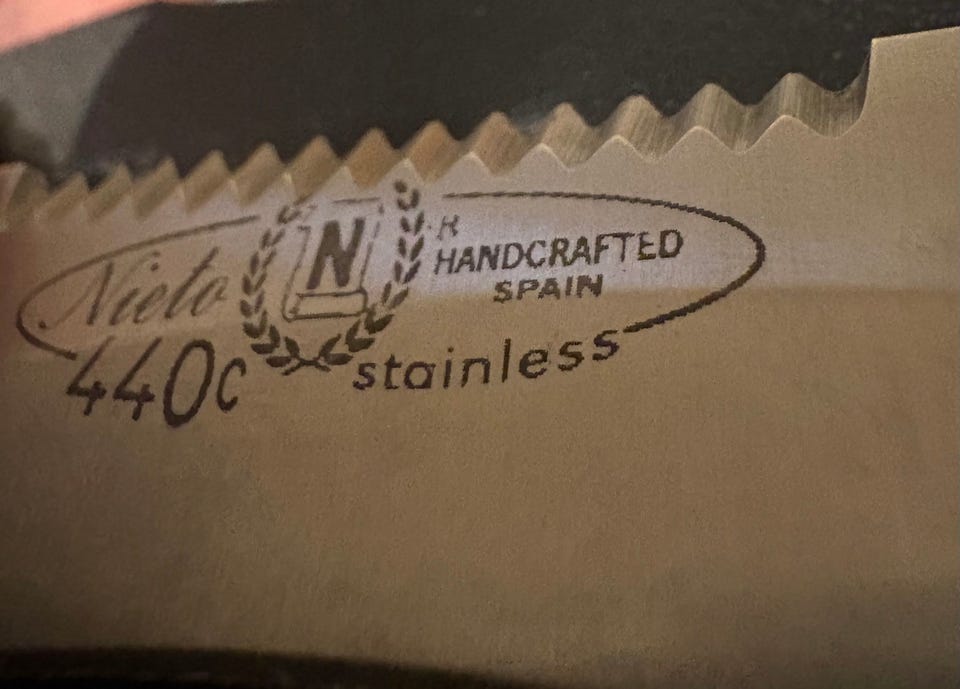 Nieto
N
R
HANDCRAFTED
SPAIN
440c
stainless